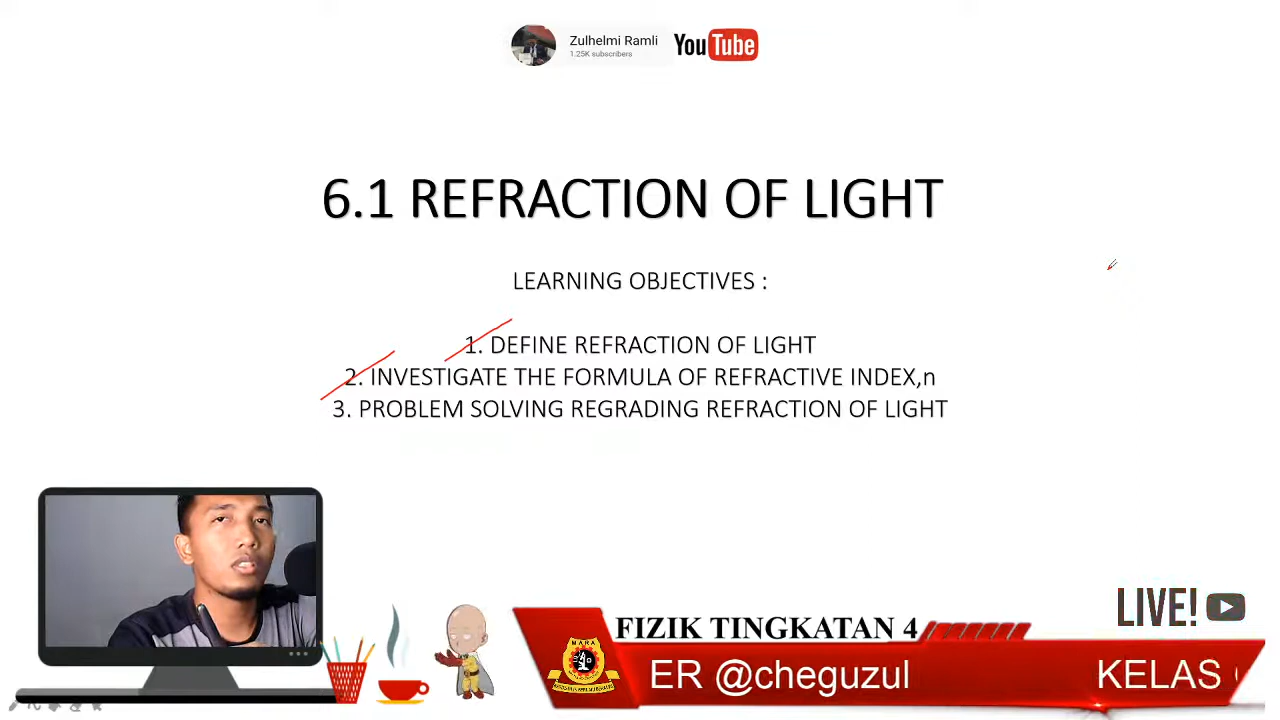 Zulhelmi Ramli
1.25K subscribers
YouTube
6.1 REFRACTION OF LIGHT
LEARNING OBJECTIVES :
1. DEFINE REFRACTION OF LIGHT
2. INVESTIGATE THE FORMULA OF REFRACTIVE INDEX,n
3. PROBLEM SOLVING REGRADING REFRACTION OF LIGHT
LIVE!
FIZIK TINGKATAN 4
MARA
ER @cheguzul KELAS